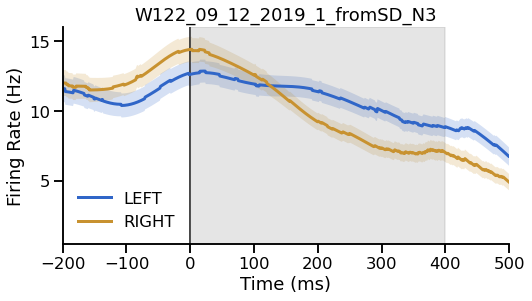 W122_09_12_2019_1_fromSD_N3
15
10
5
Firing Rate (Hz)
LEFT
RIGHT
−200 −100 0 100 200 300 400 500
Time (ms)